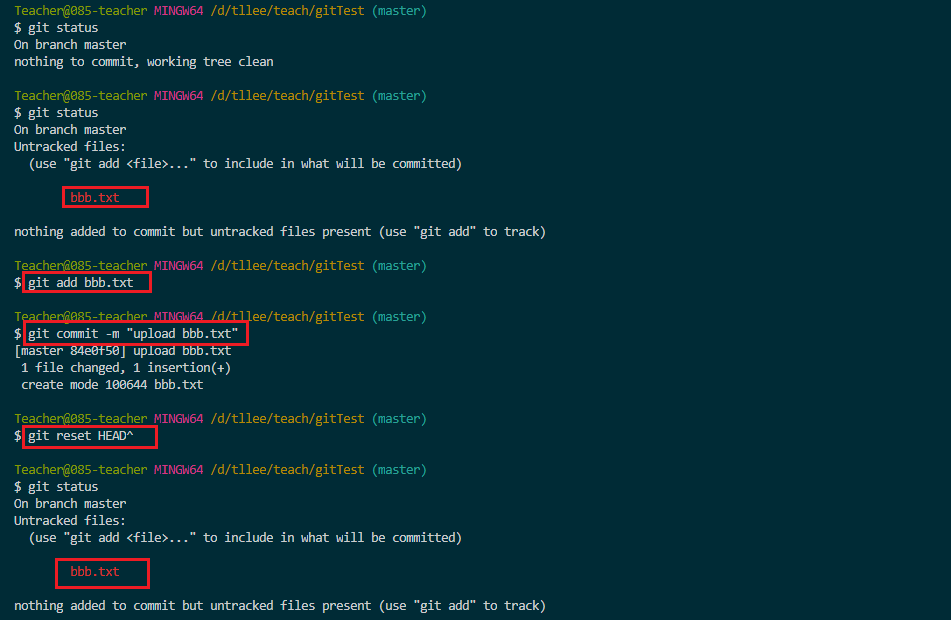 Teacher@085-teacher MINGW64 /d/tllee/teach/gitTest (master)
$ git status
On branch master
nothing to commit, working tree clean
Teacher@085-teacher MINGW64 /d/tllee/teach/gitTest (master)
$ git status
On branch master
Untracked files:
(use "git add <file>..." to include in what will be committed)
bbb.txt
nothing added to commit but untracked files present (use "git add" to track)
Teacher@085-teacher MINGW64 /d/tllee/teach/gitTest (master)
$ git add bbb.txt
Teacher@085-teacher MINGW64 /d/tllee/teach/gitTest (master)
$ git commit -m "upload bbb.txt"
[master 84e0f50] upload bbb.txt
1 file changed, 1 insertion(+)
create mode 100644 bbb.txt
Teacher@085-teacher MINGW64 /d/tllee/teach/gitTest (master)
$ git reset HEAD^
Teacher@085-teacher MINGW64 /d/tllee/teach/gitTest (master)
$ git status
On branch master
Untracked files:
(use "git add <file>..." to include in what will be committed)
bbb.txt
nothing added to commit but untracked files present (use "git add" to track)